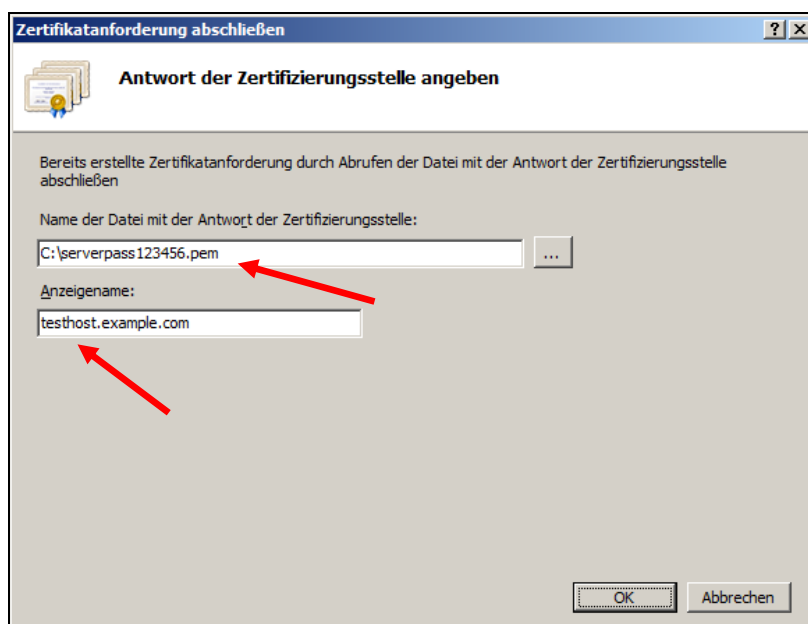 Zertifikatanforderung abschließen
Antwort der Zertifizierungsstelle angeben
Bereits erstellte Zertifikatanforderung durch Abrufen der Datei mit der Antwort der Zertifizierungsstelle
abschließen
Name der Datei mit der Antwort der Zertifizierungsstelle:
C:\serverpass123456.pem
...
Anzeigename:
testhost.example.com
OK
Abbrechen